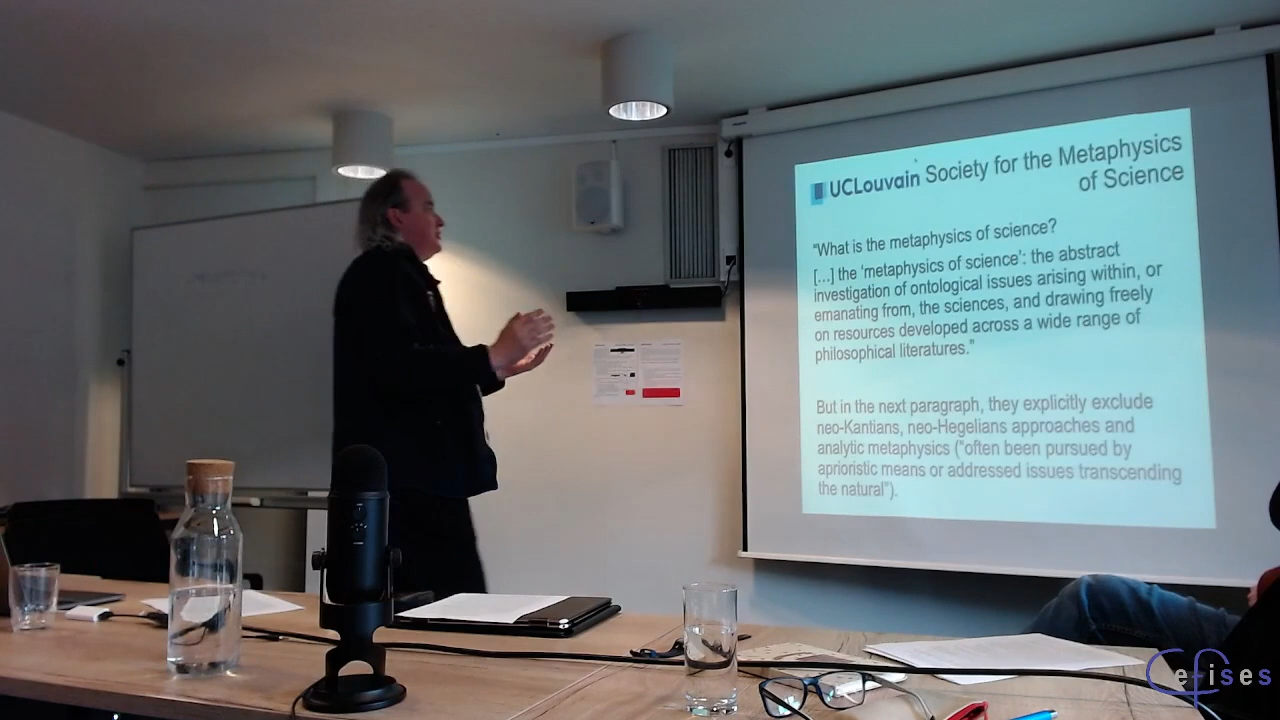 UCLouvain Society for the Metaphysics
of Science
"What is the metaphysics of science?
[...] the 'metaphysics of science': the abstract
investigation of ontological issues arising within, or
emanating from, the sciences, and drawing freely
on resources developed across a wide range of
philosophical literatures."
But in the next paragraph, they explicitly exclude
neo-Kantians, neo-Hegelians approaches and
analytic metaphysics ("often been pursued by
aprioristic means or addressed issues transcending
the natural").
Cefises